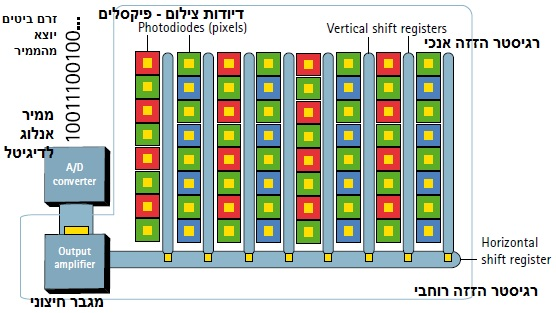 דיודות צילום - פיקסלים
Photodiodes (pixels)
Vertical shift registers
רגיסטר הזזה אנכי
זרם ביטים
יוצא
מהממיר
10011100100...
ממיר
אנלוג
לדיגיטל
A/D
converter
Output
amplifier
מגבר חיצוני
Horizontal
shift register
רגיסטר הזזה רוחבי